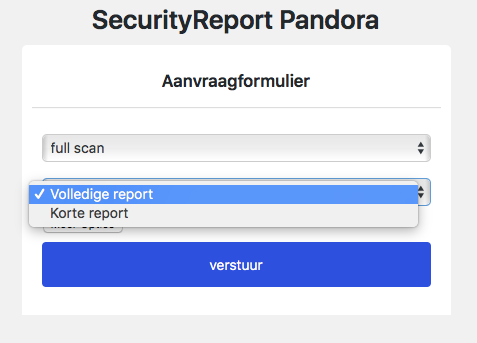 SecurityReport Pandora
Aanvraagformulier
full scan
✓ Volledige report
Korte report
verstuur